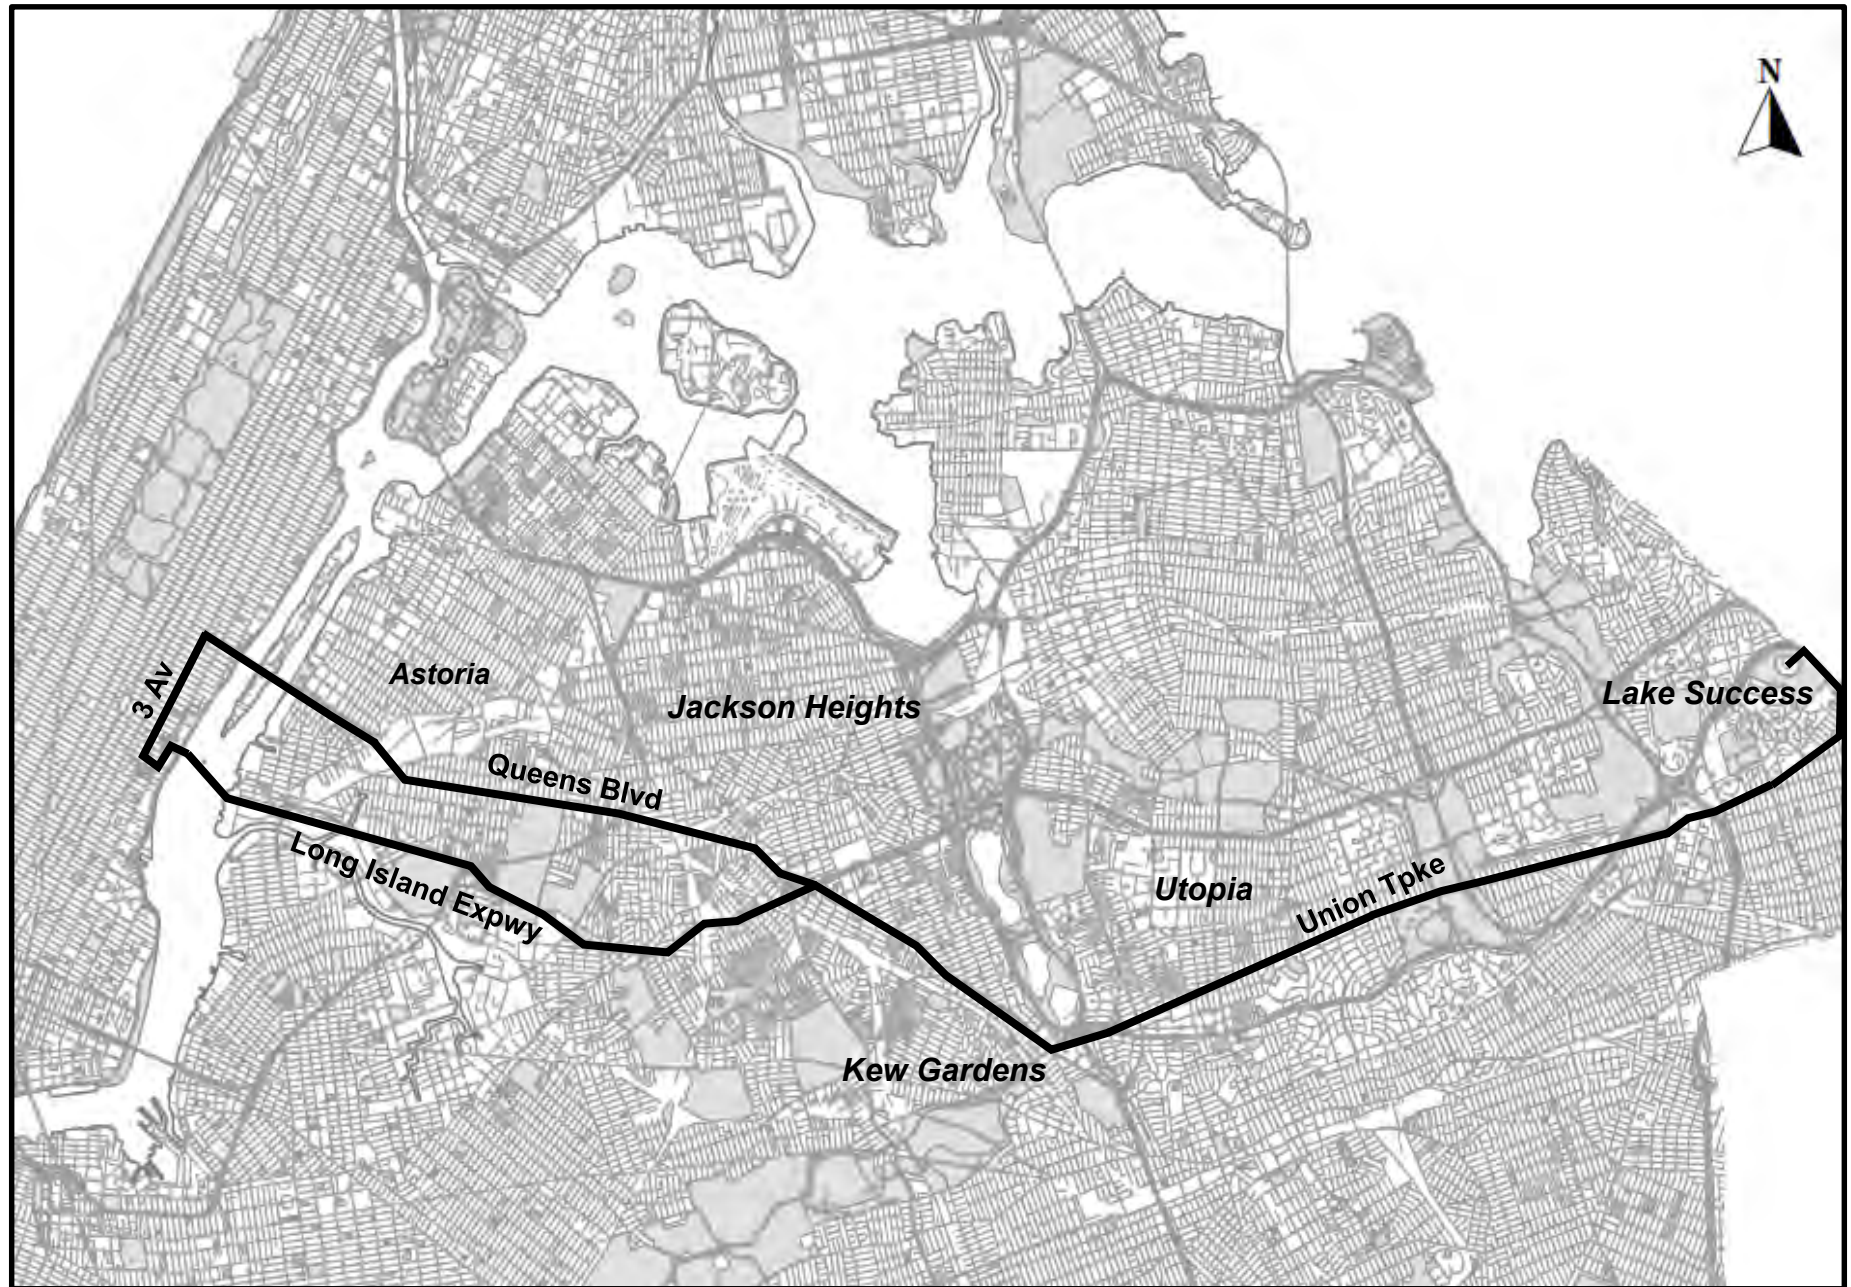 N
Astoria
3 Av
Jackson Heights
Lake Success
Queens Blvd
Long Island Expwy
Utopia
Union Tpke
Kew Gardens